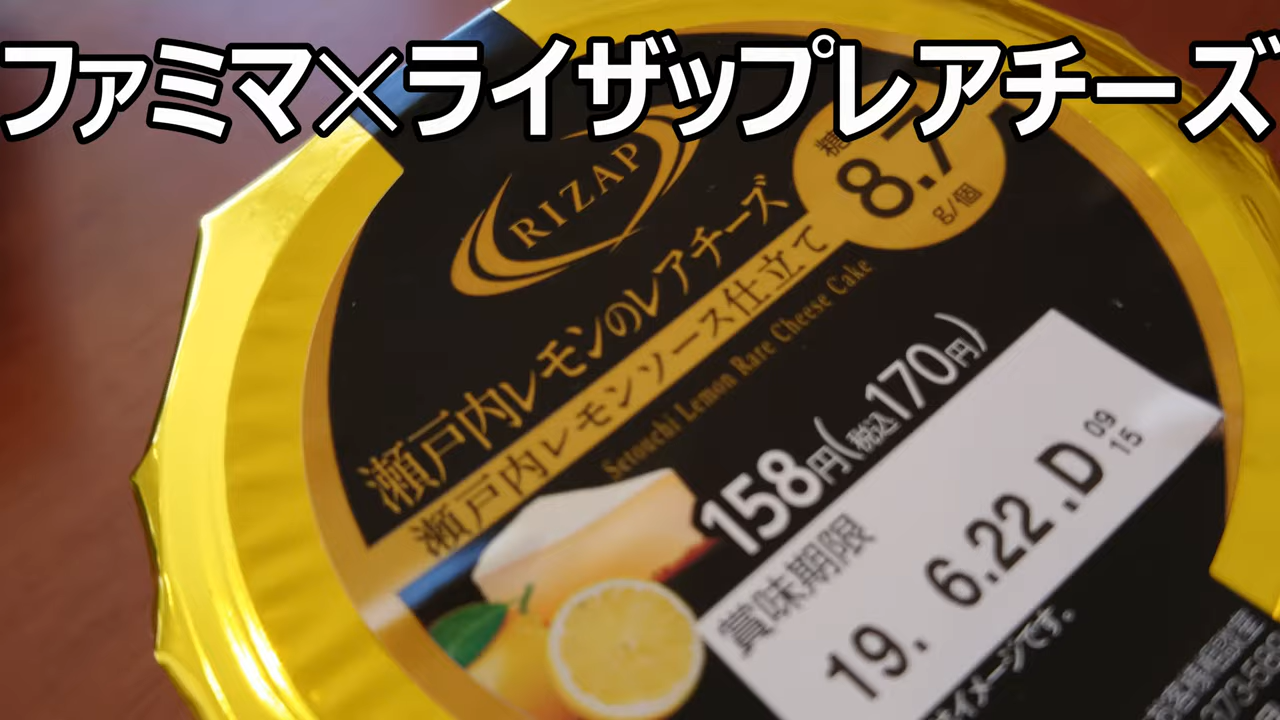 ファミマ×ライザップレアチーズ
RIZAP
糖
8.7
g/個
瀬戸内レモンのレアチーズ
瀬戸内レモンソース仕立て
Setouchi Lemon Rare Cheese Cake
158円(税込170円)
賞味期限
19. 6.22 .D
09
15
イメージです。